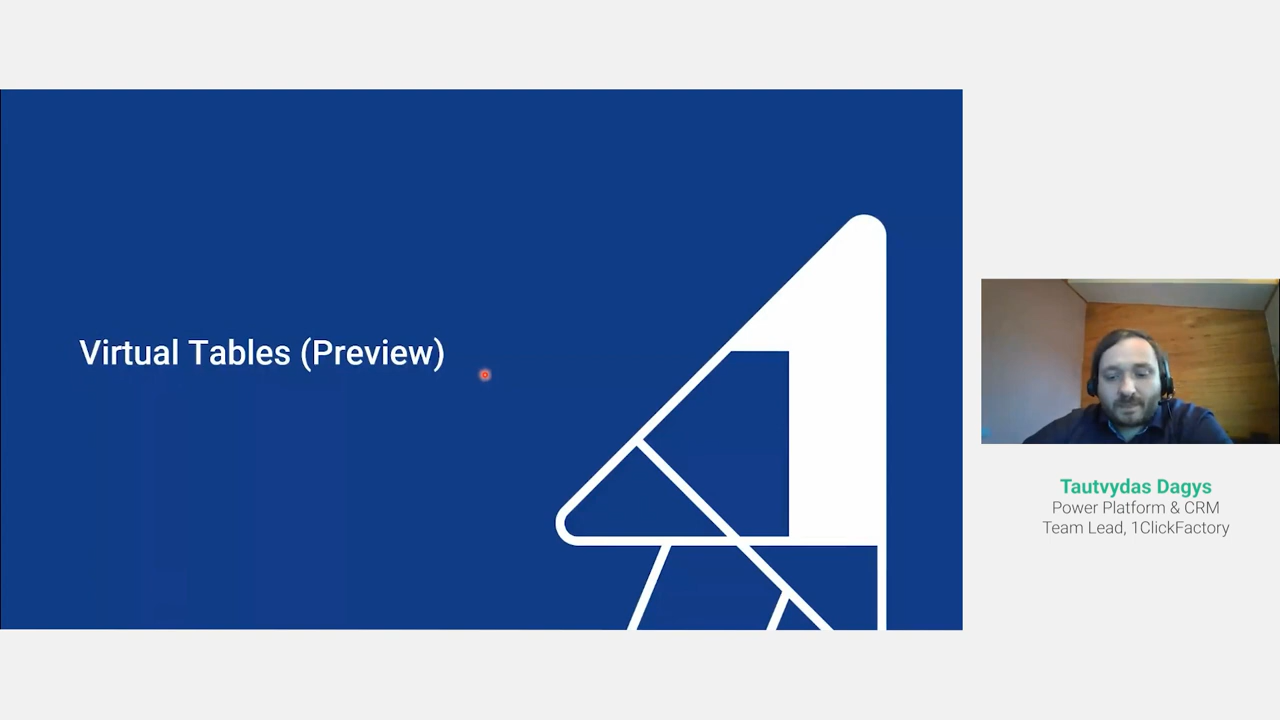 Virtual Tables (Preview)
Tautvydas Dagys
Power Platform & CRM
Team Lead, 1ClickFactory